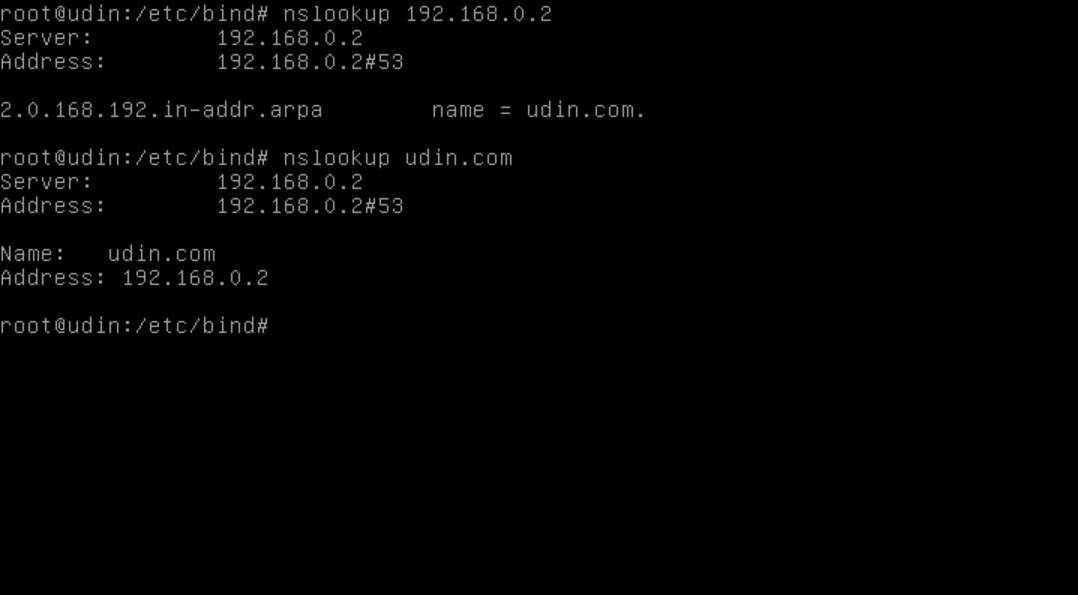 root@udin:/etc/bind# nslookup 192.168.0.2
Server:         192.168.0.2
Address:        192.168.0.2#53

2.0.168.192.in-addr.arpa        name = udin.com.

root@udin:/etc/bind# nslookup udin.com
Server:         192.168.0.2
Address:        192.168.0.2#53

Name:   udin.com
Address: 192.168.0.2

root@udin:/etc/bind#